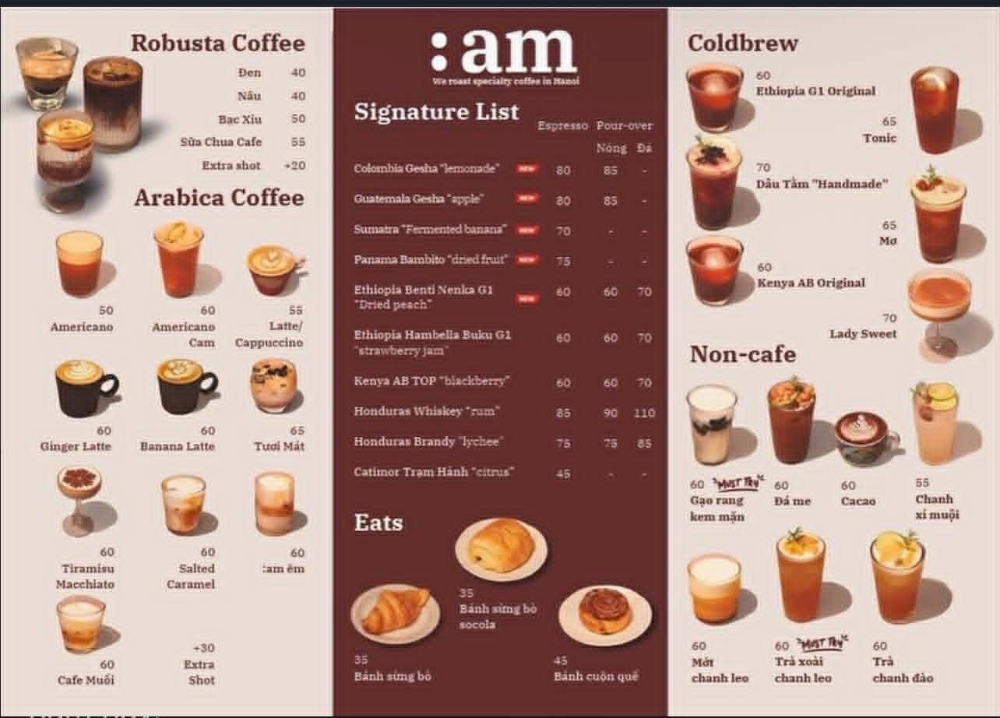 Robusta Coffee
Đen 40
Nâu 40
Bạc Xỉu 50
Sữa Chua Cafe 55
Extra shot +20
Arabica Coffee
50
Americano
60
Americano
Cam
55
Latte/
Cappuccino
60
Ginger Latte
60
Banana Latte
65
Tươi Mát
60
Tiramisu
Macchiato
60
Salted
Caramel
60
:am êm
60
Cafe Muối
+30
Extra
Shot
:am
We roast specialty coffee in Hanoi
Signature List
Espresso Pour-over
Nóng Đá
Colombia Gesha "lemonade" NEW 80 85 -
Guatemala Gesha "apple" NEW 80 85 -
Sumatra "Fermented banana" NEW 70 - -
Panama Bambito "dried fruit" NEW 75 - -
Ethiopia Benti Nenka G1 NEW 60 60 70
"Dried peach"
Ethiopia Hambella Buku G1 60 60 70
"strawberry jam"
Kenya AB TOP "blackberry" 60 60 70
Honduras Whiskey "rum" 85 90 110
Honduras Brandy "lychee" 75 75 85
Catimor Trạm Hành "citrus" 45 - -
Eats
35
Bánh sừng bò
socola
35
Bánh sừng bò
45
Bánh cuộn quế
Coldbrew
60
Ethiopia G1 Original
65
Tonic
70
Dâu Tằm "Handmade"
65
Mơ
60
Kenya AB Original
70
Lady Sweet
Non-cafe
60 "MUST TRY"
Gạo rang
kem mặn
60
Đá me
60
Cacao
55
Chanh
xí muội
60
Mót
chanh leo
60 "MUST TRY"
Trà xoài
chanh leo
60
Trà
chanh đào